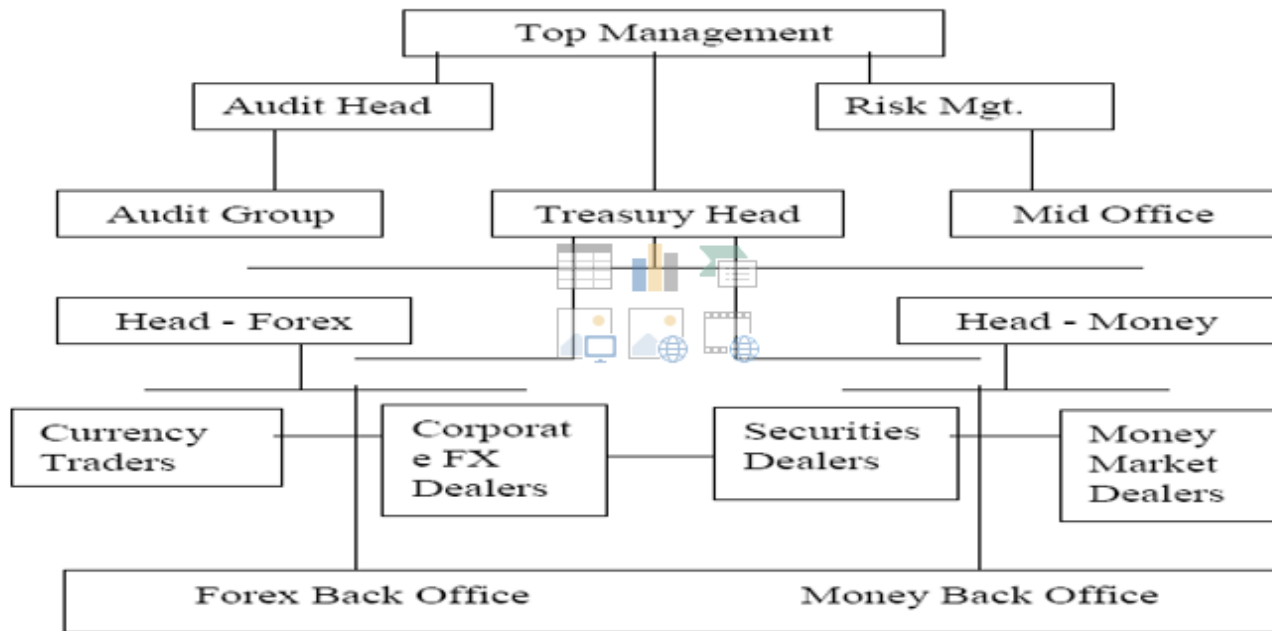 Top Management
Audit Head
Risk Mgt.
Audit Group
Treasury Head
Mid Office
Head - Forex
Head - Money
Currency
Traders
Corporat
e FX
Dealers
Securities
Dealers
Money
Market
Dealers
Forex Back Office
Money Back Office